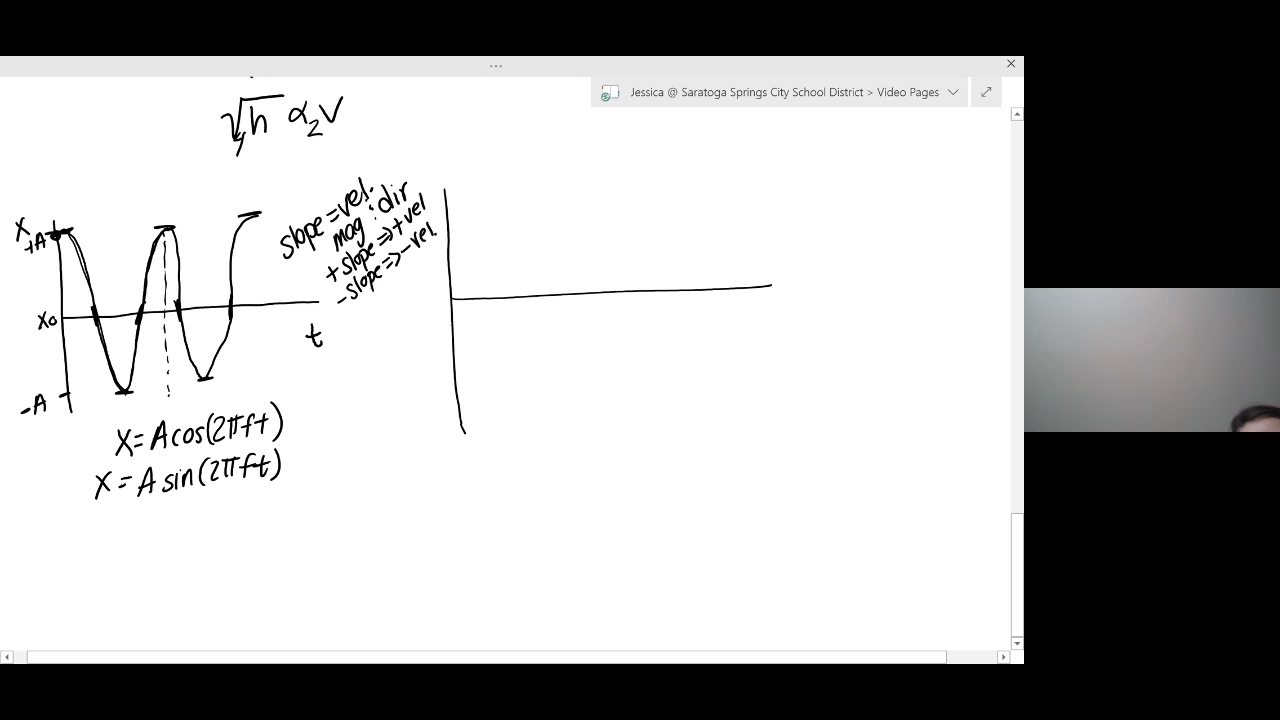 Jessica @ Saratoga Springs City School District > Video Pages
√h α₂ V
slope = vel.
mag : dir
+ slope => + vel
- slope => - vel.
x
+A
x₀
t
-A
x = A cos(2πft)
x = A sin(2πft)